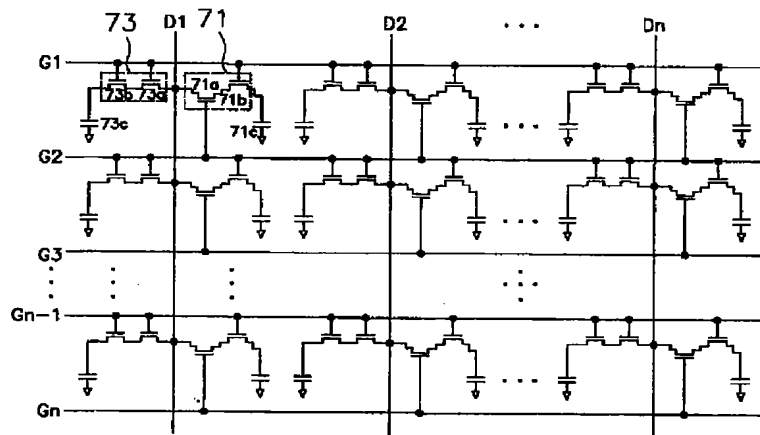 73 D1 71 D2 ... Dn
G1
73b 73a 71a 71b
73c 71c
...
G2
...
G3
...
Gn-1
...
Gn